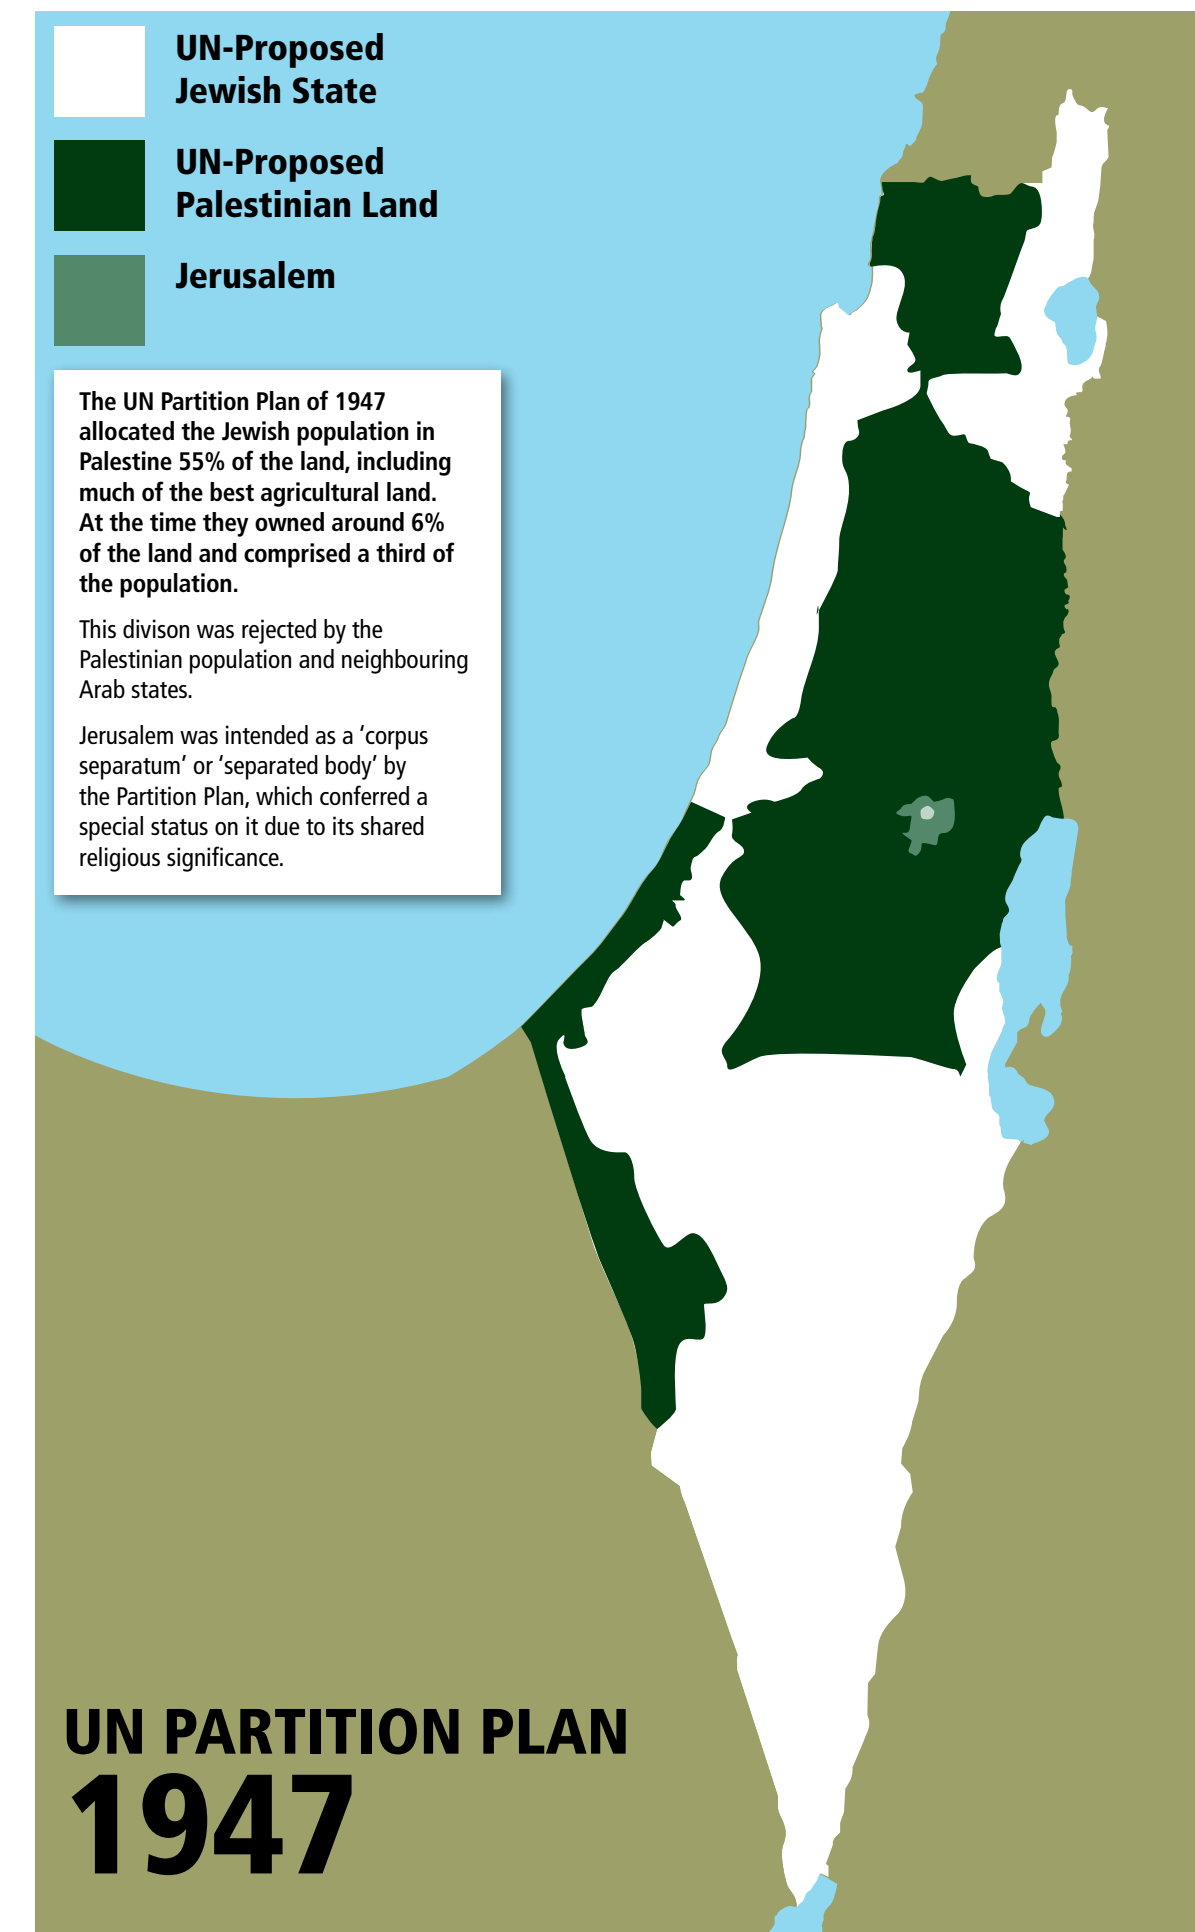 UN-Proposed
Jewish State
UN-Proposed
Palestinian Land
Jerusalem
The UN Partition Plan of 1947
allocated the Jewish population in
Palestine 55% of the land, including
much of the best agricultural land.
At the time they owned around 6%
of the land and comprised a third of
the population.
This divison was rejected by the
Palestinian population and neighbouring
Arab states.
Jerusalem was intended as a ‘corpus
separatum’ or ‘separated body’ by
the Partition Plan, which conferred a
special status on it due to its shared
religious significance.
UN PARTITION PLAN
1947